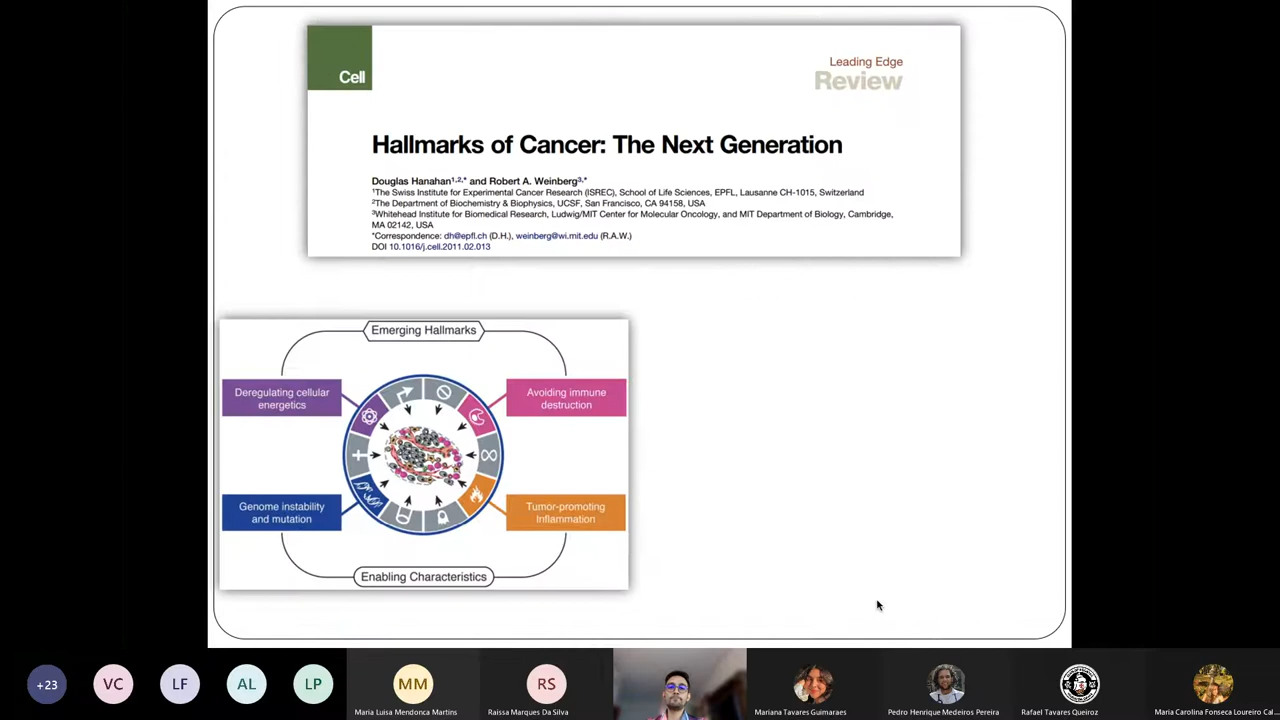 Cell
Leading Edge
Review
Hallmarks of Cancer: The Next Generation
Douglas Hanahan1,2,* and Robert A. Weinberg3,*
1The Swiss Institute for Experimental Cancer Research (ISREC), School of Life Sciences, EPFL, Lausanne CH-1015, Switzerland
2The Department of Biochemistry & Biophysics, UCSF, San Francisco, CA 94158, USA
3Whitehead Institute for Biomedical Research, Ludwig/MIT Center for Molecular Oncology, and MIT Department of Biology, Cambridge,
MA 02142, USA
*Correspondence: dh@epfl.ch (D.H.), weinberg@wi.mit.edu (R.A.W.)
DOI 10.1016/j.cell.2011.02.013
Emerging Hallmarks
Deregulating cellular
energetics
Avoiding immune
destruction
Genome instability
and mutation
Tumor-promoting
Inflammation
Enabling Characteristics
+23
VC
LF
AL
LP
MM
RS
Maria Luisa Mendonca Martins
Raissa Marques Da Silva
Mariana Tavares Guimaraes
Pedro Henrique Medeiros Pereira
Rafael Tavares Queiroz
Maria Carolina Fonseca Loureiro Cal